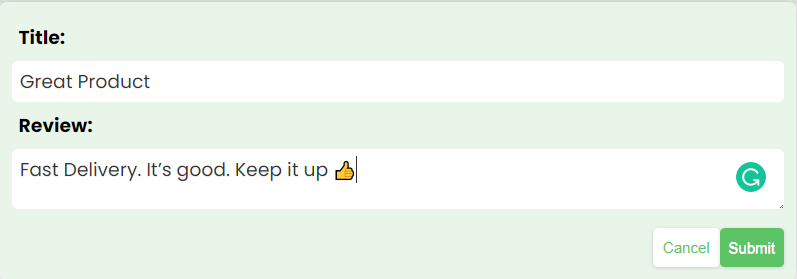 Title:
Great Product
Review:
Fast Delivery. It’s good. Keep it up 👍
Cancel Submit